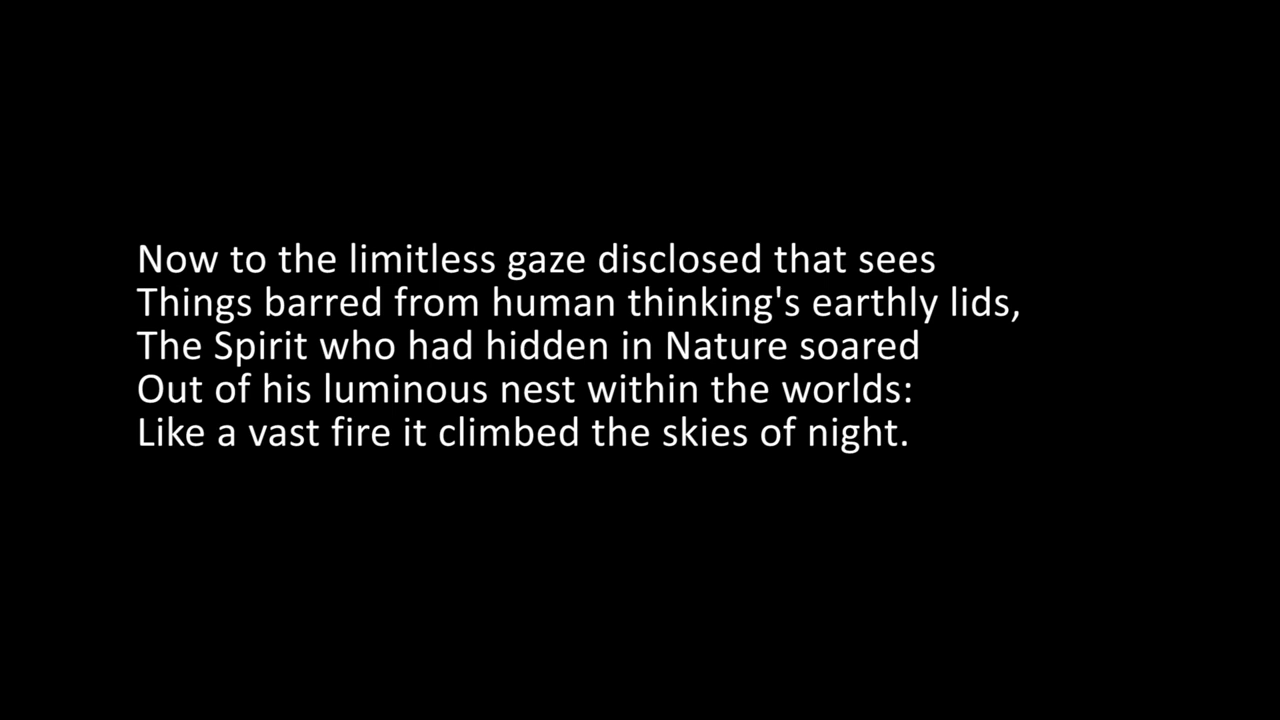 Now to the limitless gaze disclosed that sees
Things barred from human thinking's earthly lids,
The Spirit who had hidden in Nature soared
Out of his luminous nest within the worlds:
Like a vast fire it climbed the skies of night.